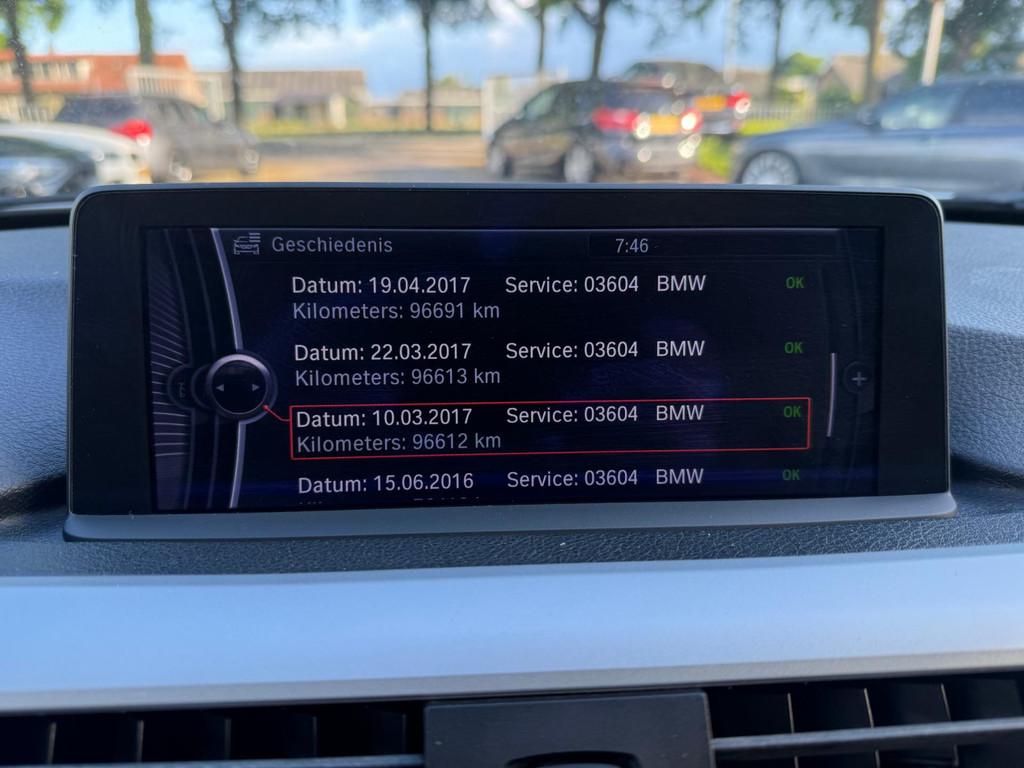 Geschiedenis 7:46
Datum: 19.04.2017 Service: 03604 BMW OK
Kilometers: 96691 km
Datum: 22.03.2017 Service: 03604 BMW OK
Kilometers: 96613 km
Datum: 10.03.2017 Service: 03604 BMW OK
Kilometers: 96612 km
Datum: 15.06.2016 Service: 03604 BMW OK